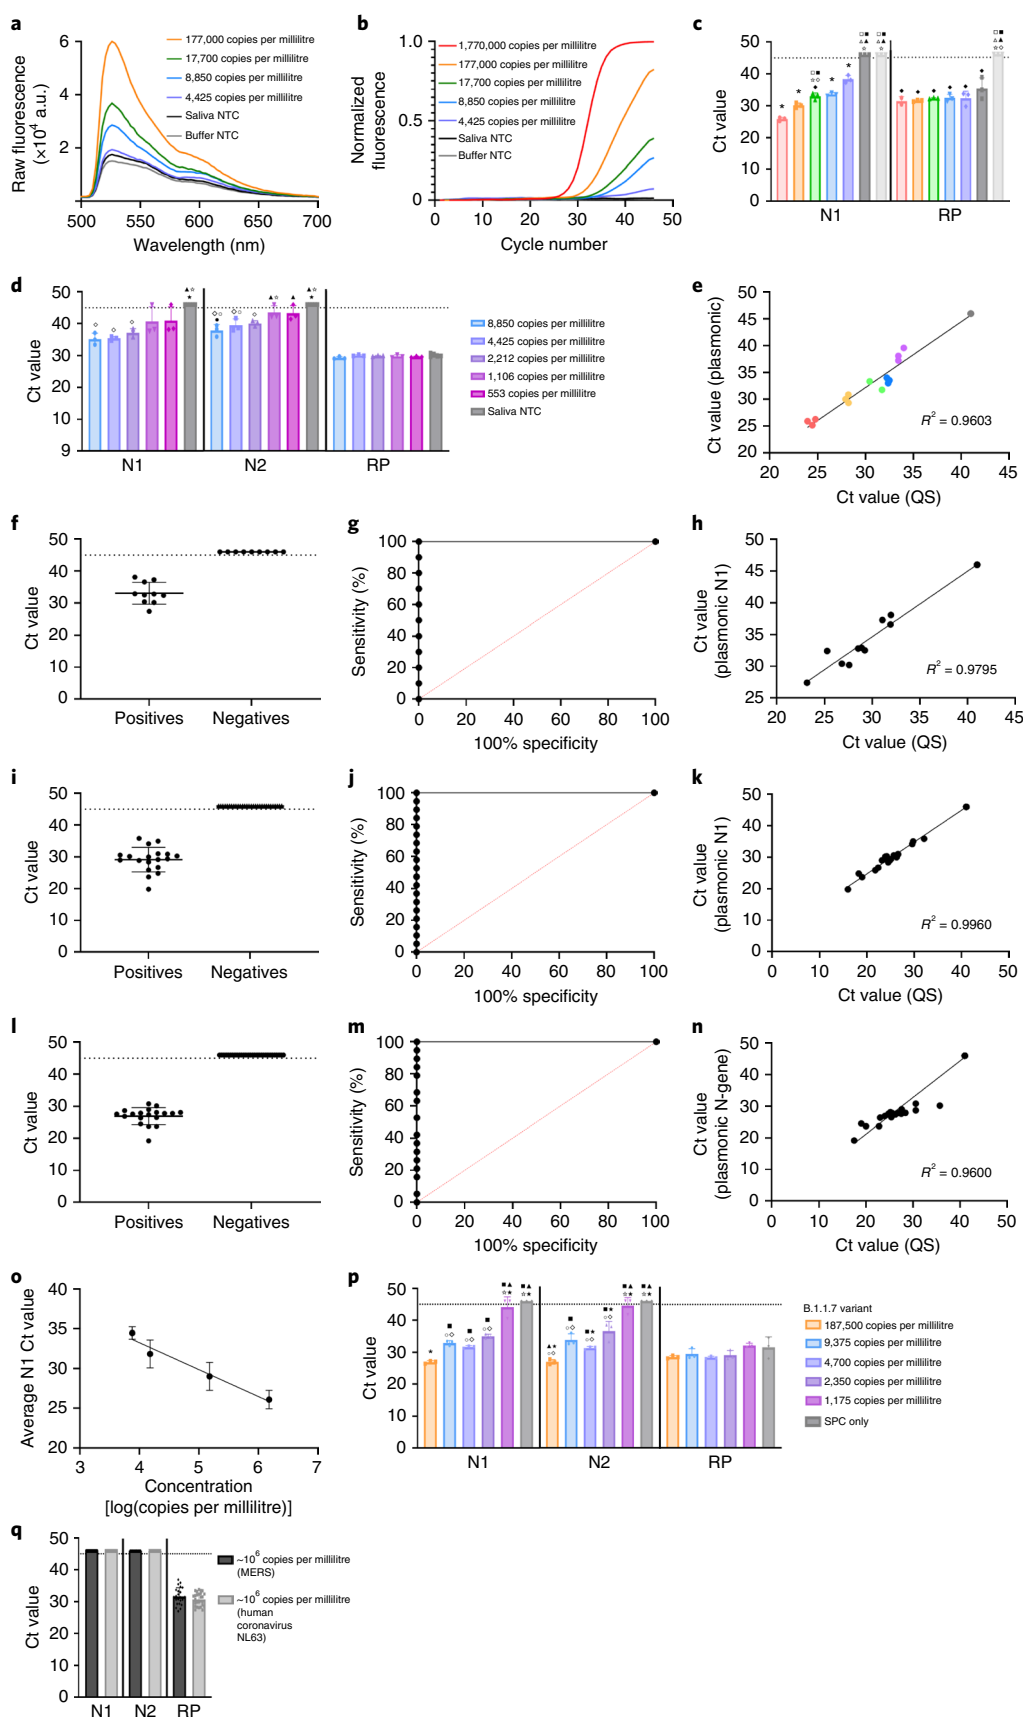 a
6
4
2
500
550
600
650
700
Raw fluorescence
(×10⁴ a.u.)
Wavelength (nm)
177,000 copies per millilitre
17,700 copies per millilitre
8,850 copies per millilitre
4,425 copies per millilitre
Saliva NTC
Buffer NTC
b
1.0
0.5
0
0
10
20
30
40
50
Normalized
fluorescence
Cycle number
1,770,000 copies per millilitre
177,000 copies per millilitre
17,700 copies per millilitre
8,850 copies per millilitre
4,425 copies per millilitre
Saliva NTC
Buffer NTC
c
50
40
30
20
10
0
Ct value
N1
RP
d
50
40
30
20
10
9
Ct value
N1
N2
RP
8,850 copies per millilitre
4,425 copies per millilitre
2,212 copies per millilitre
1,106 copies per millilitre
553 copies per millilitre
Saliva NTC
e
50
45
40
35
30
25
20
20
25
30
35
40
45
Ct value (plasmonic)
Ct value (QS)
R² = 0.9603
f
50
40
30
20
10
0
Ct value
Positives
Negatives
g
100
80
60
40
20
0
0
20
40
60
80
100
Sensitivity (%)
100% specificity
h
50
45
40
35
30
25
20
25
30
35
40
45
Ct value
(plasmonic N1)
Ct value (QS)
R² = 0.9795
i
50
40
30
20
10
0
Ct value
Positives
Negatives
j
100
80
60
40
20
0
0
20
40
60
80
100
Sensitivity (%)
100% specificity
k
50
40
30
20
10
0
0
10
20
30
40
50
Ct value
(plasmonic N1)
Ct value (QS)
R² = 0.9960
l
50
40
30
20
10
0
Ct value
Positives
Negatives
m
100
80
60
40
20
0
0
20
40
60
80
100
Sensitivity (%)
100% specificity
n
50
40
30
20
10
0
0
10
20
30
40
50
Ct value
(plasmonic N-gene)
Ct value (QS)
R² = 0.9600
o
40
35
30
25
20
3
4
5
6
7
Average N1 Ct value
Concentration
[log(copies per millilitre)]
p
50
40
30
20
10
0
Ct value
N1
N2
RP
B.1.1.7 variant
187,500 copies per millilitre
9,375 copies per millilitre
4,700 copies per millilitre
2,350 copies per millilitre
1,175 copies per millilitre
SPC only
q
50
40
30
20
10
0
Ct value
N1
N2
RP
~10⁶ copies per millilitre
(MERS)
~10⁶ copies per millilitre
(human
coronavirus
NL63)